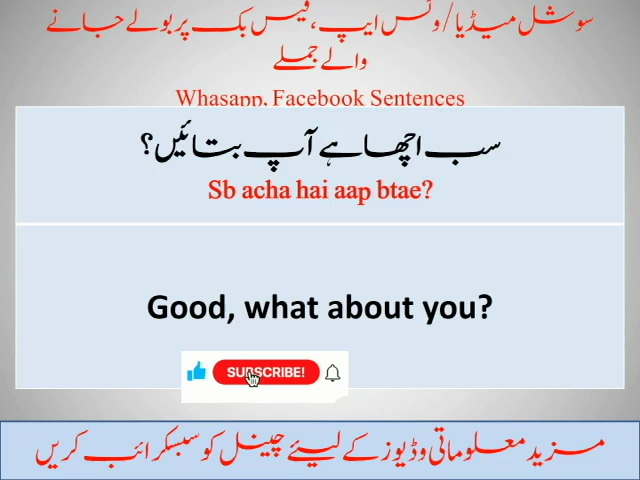 سوشل میڈیا/وٹس ایپ، فیس بک پر بولے جانے
والے جملے
Whasapp, Facebook Sentences
سب اچھا ہے آپ بتائیں؟
Sb acha hai aap btae?
Good, what about you?
SUBSCRIBE!
مزید معلوماتی وڈیوز کے لیئے چینل کو سبسکرائب کریں